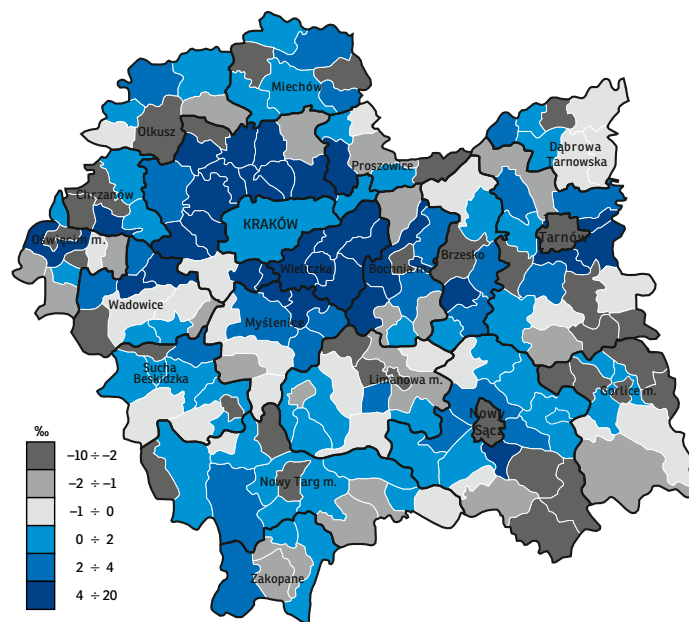 Miechów
Olkusz
Dąbrowa
Tarnowska
Proszowice
Chrzanów
KRAKÓW
Tarnów
Oświęcim m.
Brzesko
Wieliczka
Bochnia m.
Wadowice
Myślenice
Sucha
Beskidzka
Limanowa m.
Gorlice m.
Nowy
Sącz
Nowy Targ m.
Zakopane
‰
−10 ÷ −2
−2 ÷ −1
−1 ÷ 0
0 ÷ 2
2 ÷ 4
4 ÷ 20